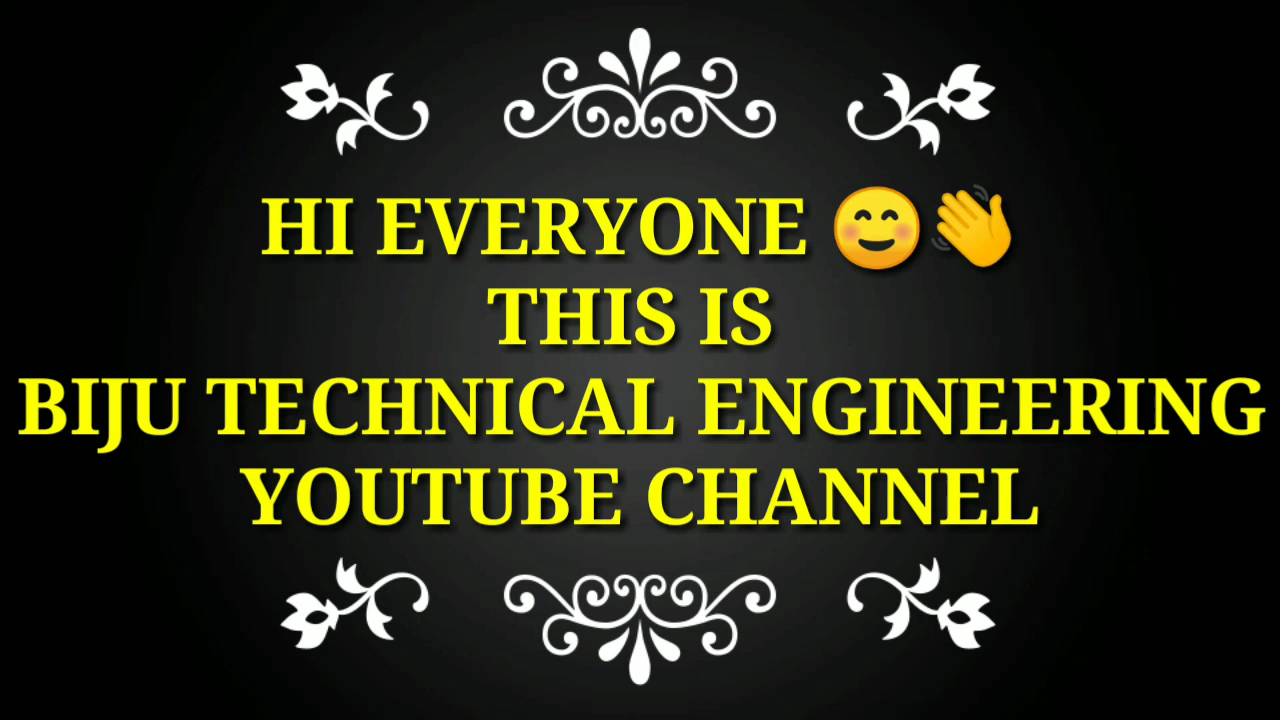 HI EVERYONE 😊👋
THIS IS
BIJU TECHNICAL ENGINEERING
YOUTUBE CHANNEL